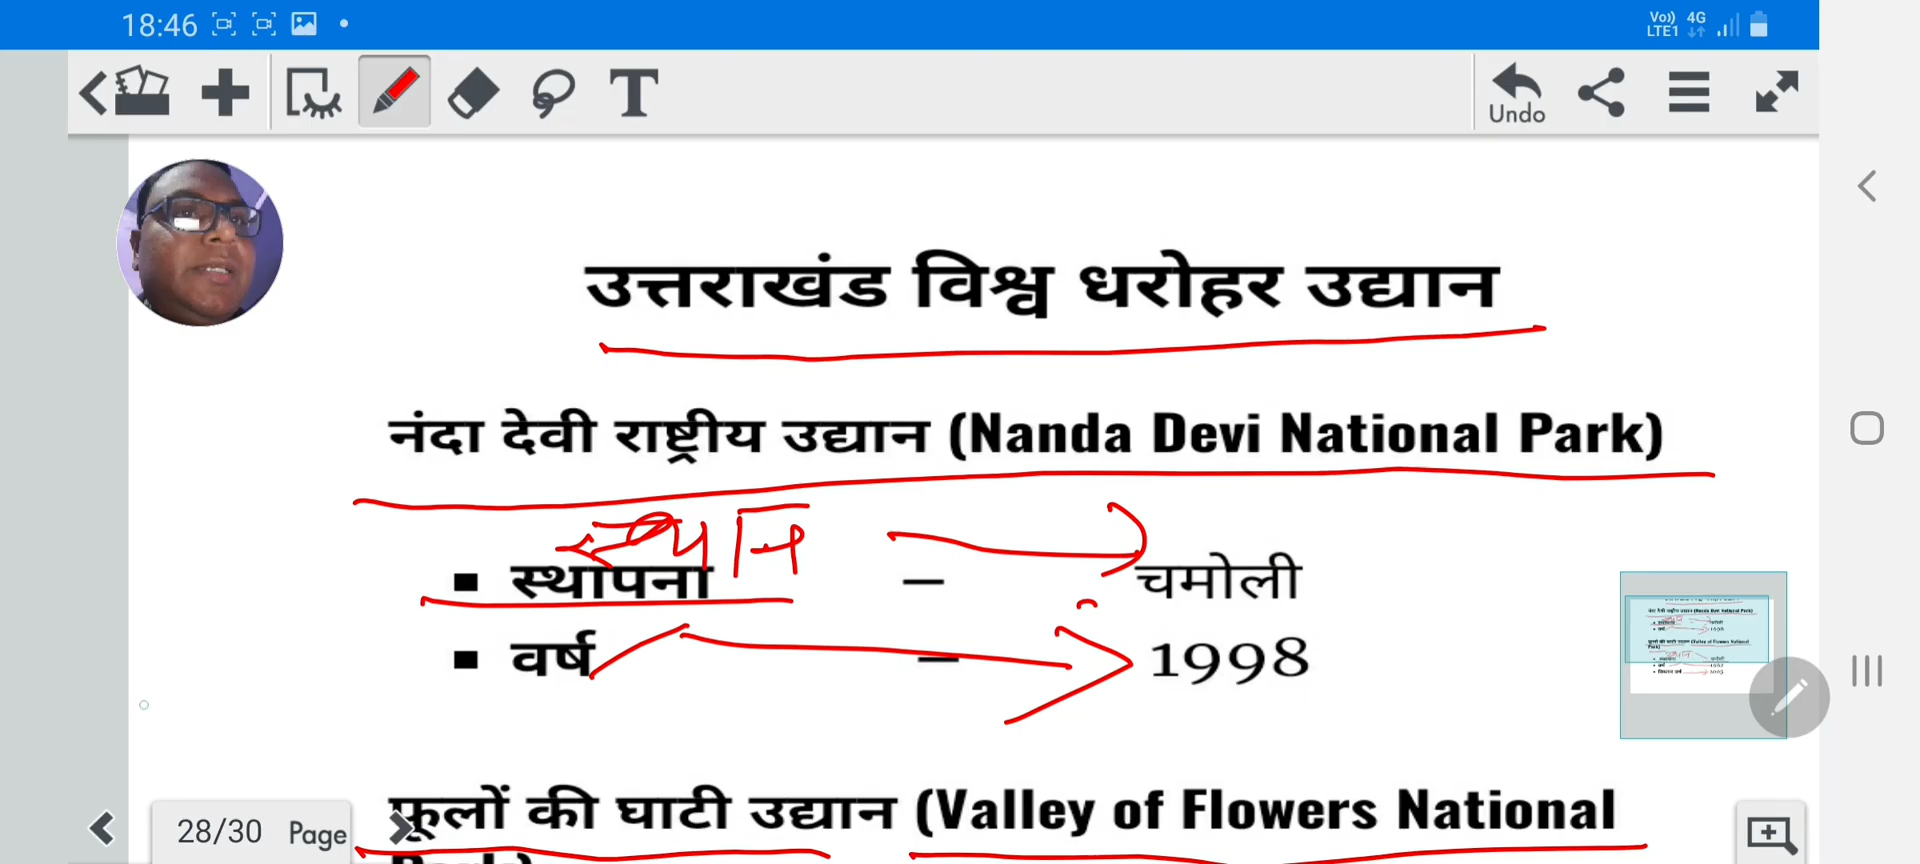 18:46
Vo)) 4G
LTE1
Undo
उत्तराखंड विश्व धरोहर उद्यान
नंदा देवी राष्ट्रीय उद्यान (Nanda Devi National Park)
▪ स्थापना – चमोली
▪ वर्ष – 1998
फूलों की घाटी उद्यान (Valley of Flowers National
28/30 Page